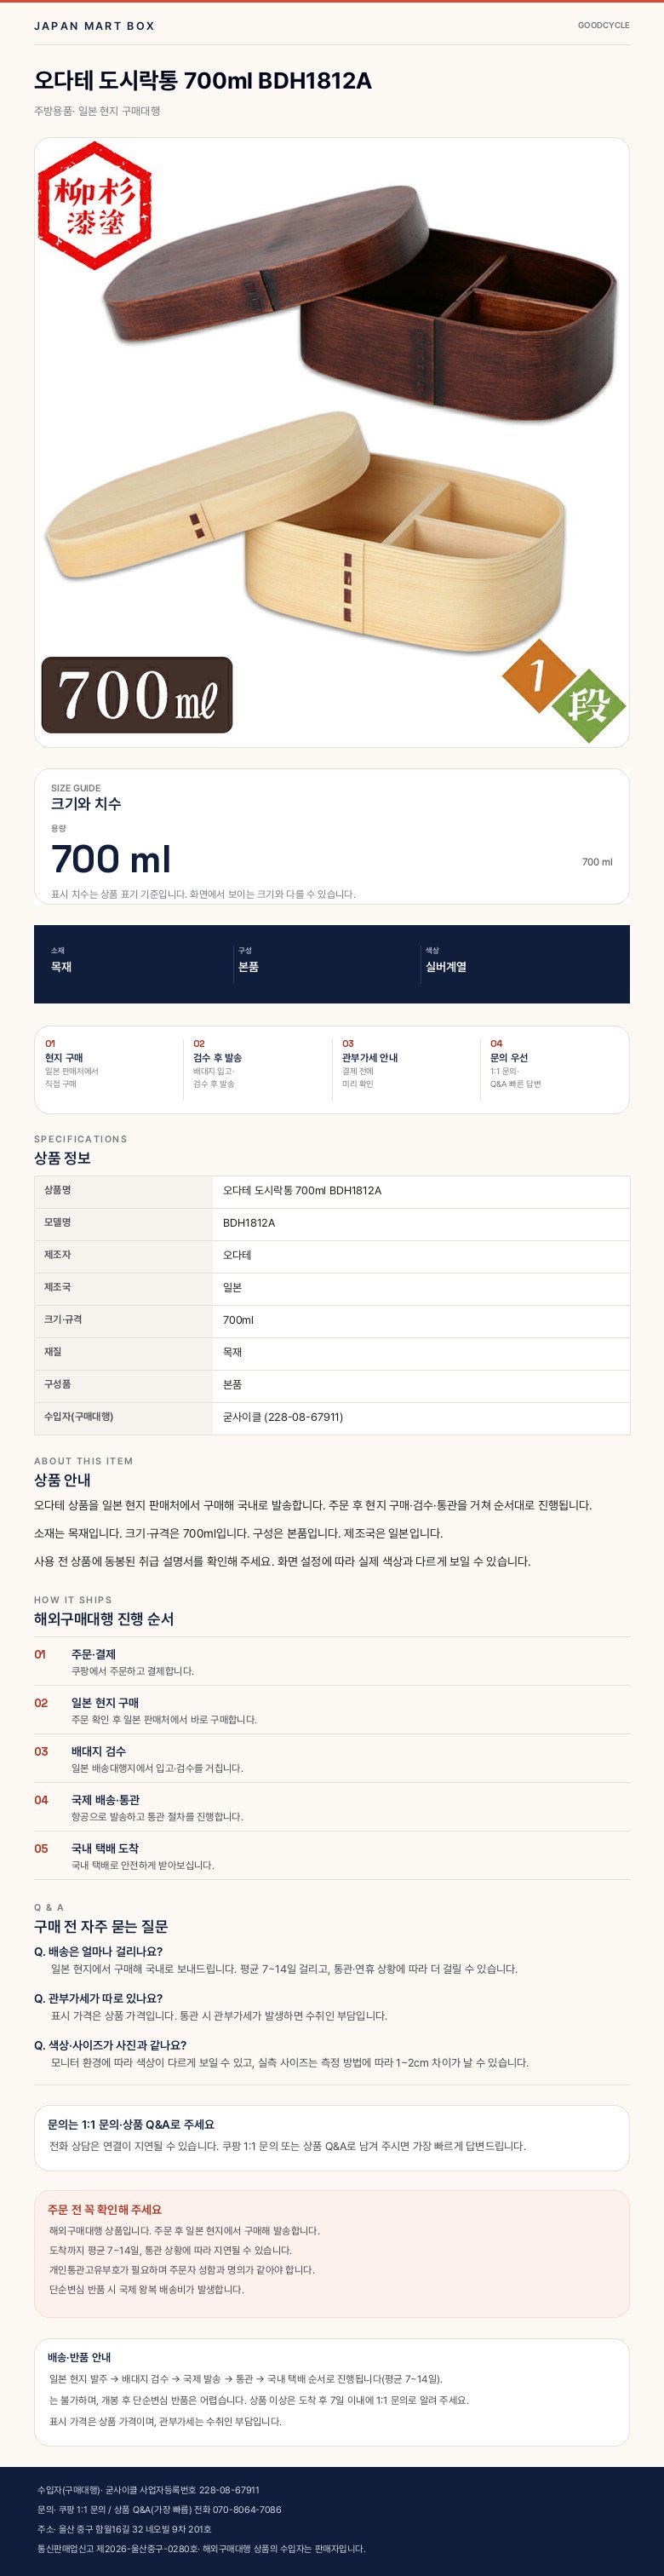 JAPAN MART BOX
GOODCYCLE
오다테 도시락통 700ml BDH1812A
주방용품· 일본 현지 구매대행
柳杉
漆塗
700㎖
1
段
SIZE GUIDE
크기와 치수
용량
700 ml
700 ml
표시 치수는 상품 표기 기준입니다. 화면에서 보이는 크기와 다를 수 있습니다.
소재
목재
구성
본품
색상
실버계열
01
현지 구매
일본 판매처에서
직접 구매
02
검수 후 발송
배대지 입고·
검수 후 발송
03
관부가세 안내
결제 전에
미리 확인
04
문의 우선
1:1 문의·
Q&A 빠른 답변
SPECIFICATIONS
상품 정보
상품명 오다테 도시락통 700ml BDH1812A
모델명 BDH1812A
제조자 오다테
제조국 일본
크기·규격 700ml
재질 목재
구성품 본품
수입자(구매대행) 굳사이클 (228-08-67911)
ABOUT THIS ITEM
상품 안내
오다테 상품을 일본 현지 판매처에서 구매해 국내로 발송합니다. 주문 후 현지 구매·검수·통관을 거쳐 순서대로 진행됩니다.
소재는 목재입니다. 크기·규격은 700ml입니다. 구성은 본품입니다. 제조국은 일본입니다.
사용 전 상품에 동봉된 취급 설명서를 확인해 주세요. 화면 설정에 따라 실제 색상과 다르게 보일 수 있습니다.
HOW IT SHIPS
해외구매대행 진행 순서
01 주문·결제
쿠팡에서 주문하고 결제합니다.
02 일본 현지 구매
주문 확인 후 일본 판매처에서 바로 구매합니다.
03 배대지 검수
일본 배송대행지에서 입고·검수를 거칩니다.
04 국제 배송·통관
항공으로 발송하고 통관 절차를 진행합니다.
05 국내 택배 도착
국내 택배로 안전하게 받아보십니다.
Q & A
구매 전 자주 묻는 질문
Q. 배송은 얼마나 걸리나요?
일본 현지에서 구매해 국내로 보내드립니다. 평균 7~14일 걸리고, 통관·연휴 상황에 따라 더 걸릴 수 있습니다.
Q. 관부가세가 따로 있나요?
표시 가격은 상품 가격입니다. 통관 시 관부가세가 발생하면 수취인 부담입니다.
Q. 색상·사이즈가 사진과 같나요?
모니터 환경에 따라 색상이 다르게 보일 수 있고, 실측 사이즈는 측정 방법에 따라 1~2cm 차이가 날 수 있습니다.
문의는 1:1 문의·상품 Q&A로 주세요
전화 상담은 연결이 지연될 수 있습니다. 쿠팡 1:1 문의 또는 상품 Q&A로 남겨 주시면 가장 빠르게 답변드립니다.
주문 전 꼭 확인해 주세요
해외구매대행 상품입니다. 주문 후 일본 현지에서 구매해 발송합니다.
도착까지 평균 7~14일, 통관 상황에 따라 지연될 수 있습니다.
개인통관고유부호가 필요하며 주문자 성함과 명의가 같아야 합니다.
단순변심 반품 시 국제 왕복 배송비가 발생합니다.
배송·반품 안내
일본 현지 발주 → 배대지 검수 → 국제 발송 → 통관 → 국내 택배 순서로 진행됩니다(평균 7~14일).
는 불가하며, 개봉 후 단순변심 반품은 어렵습니다. 상품 이상은 도착 후 7일 이내에 1:1 문의로 알려 주세요.
표시 가격은 상품 가격이며, 관부가세는 수취인 부담입니다.
수입자(구매대행)· 굳사이클 사업자등록번호 228-08-67911
문의· 쿠팡 1:1 문의 / 상품 Q&A(가장 빠름) 전화 070-8064-7086
주소· 울산 중구 함월16길 32 네오빌 9차 201호
통신판매업신고 제2026-울산중구-0280호· 해외구매대행 상품의 수입자는 판매자입니다.